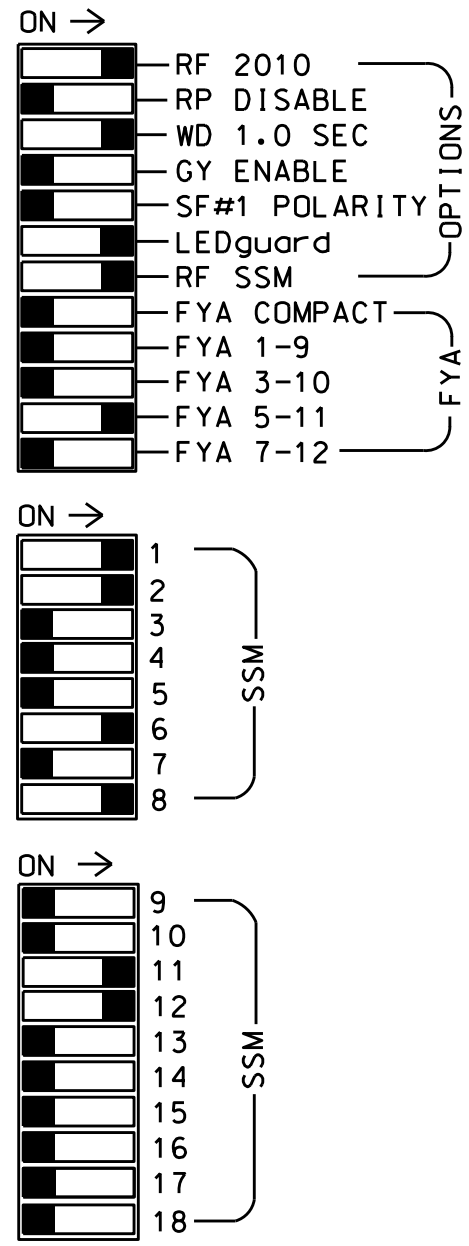 ON →
RF 2010
RP DISABLE
WD 1.0 SEC
GY ENABLE
SF#1 POLARITY
LEDguard
RF SSM
OPTIONS
FYA COMPACT
FYA 1-9
FYA 3-10
FYA 5-11
FYA 7-12
FYA
ON →
1
2
3
4
5
6
7
8
SSM
ON →
9
10
11
12
13
14
15
16
17
18
SSM